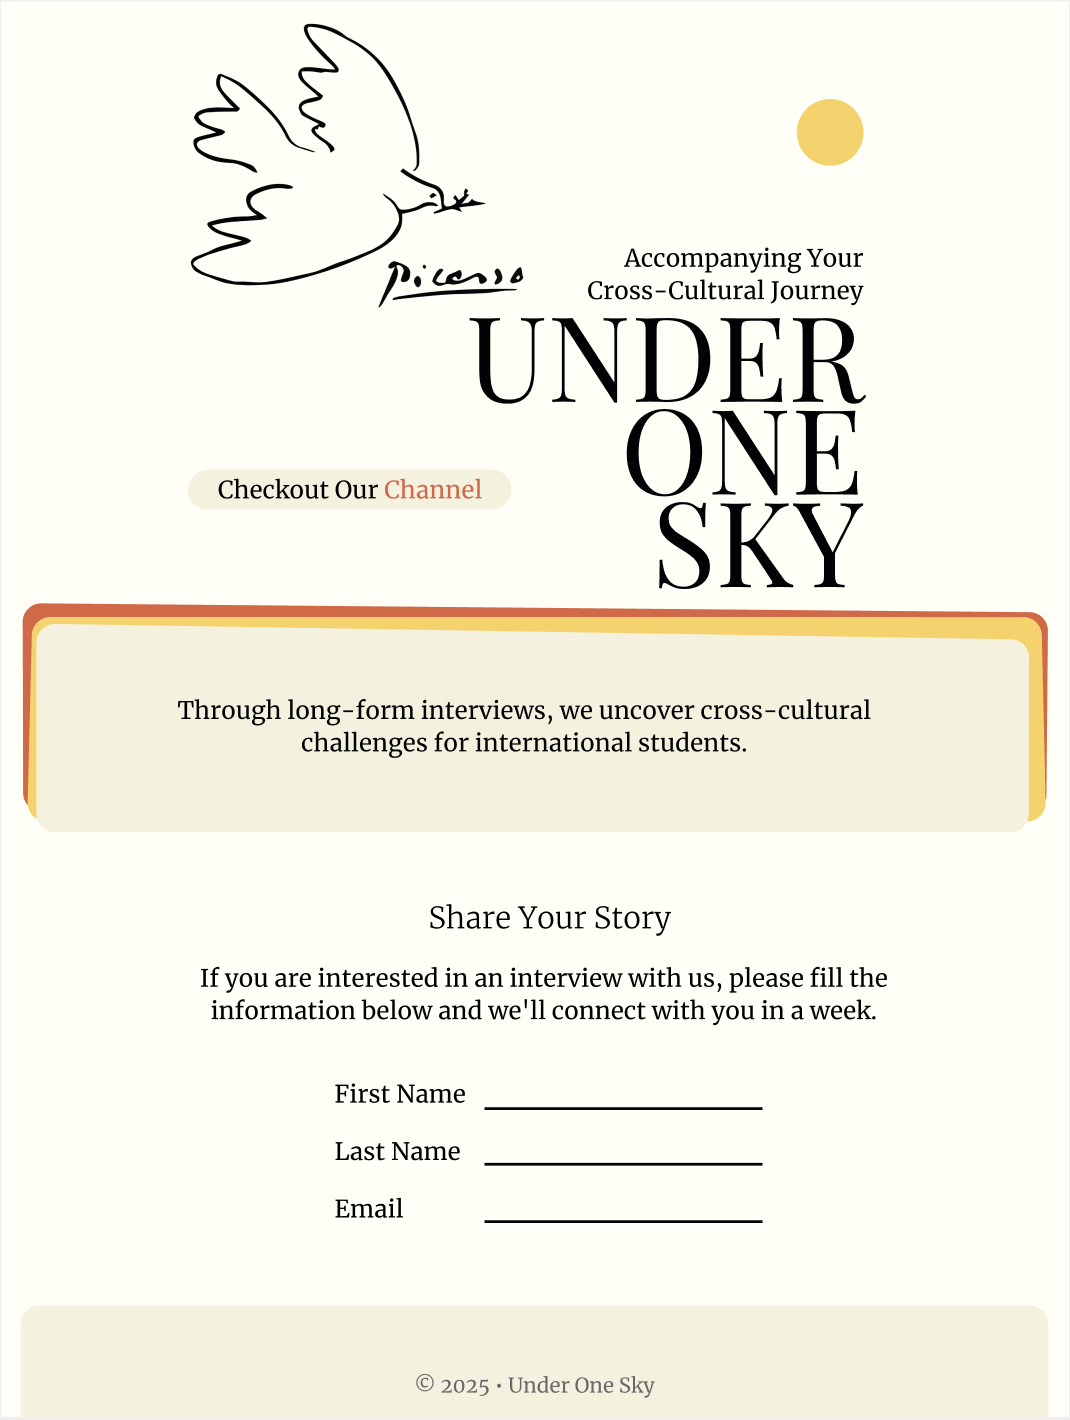 Picasso
Accompanying Your
Cross-Cultural Journey
UNDER
ONE
SKY
Checkout Our Channel
Through long-form interviews, we uncover cross-cultural
challenges for international students.
Share Your Story
If you are interested in an interview with us, please fill the
information below and we'll connect with you in a week.
First Name
Last Name
Email
© 2025 • Under One Sky